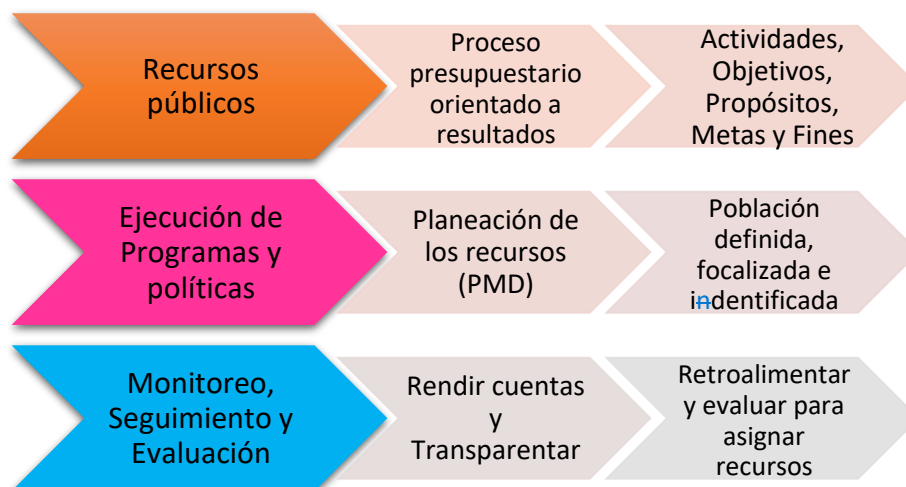 Recursos
públicos
Proceso
presupuestario
orientado a
resultados
Actividades,
Objetivos,
Propósitos,
Metas y Fines
Ejecución de
Programas y
políticas
Planeación de
los recursos
(PMD)
Población
definida,
focalizada e
indentificada
Monitoreo,
Seguimiento y
Evaluación
Rendir cuentas
y
Transparentar
Retroalimentar
y evaluar para
asignar
recursos